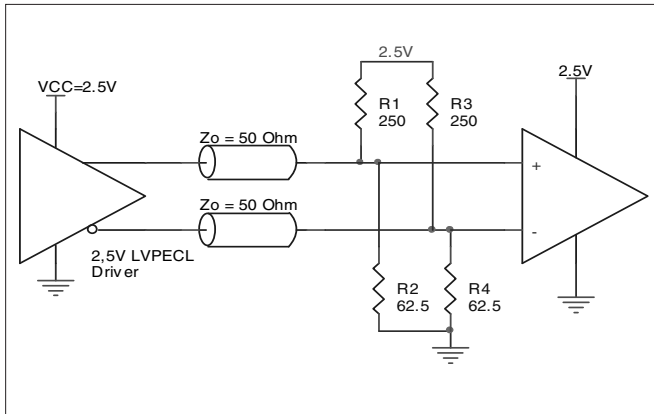 2.5V
VCC=2.5V
2.5V
R1
250
R3
250
Zo = 50 Ohm
+
Zo = 50 Ohm
-
2,5V LVPECL
Driver
R2
62.5
R4
62.5